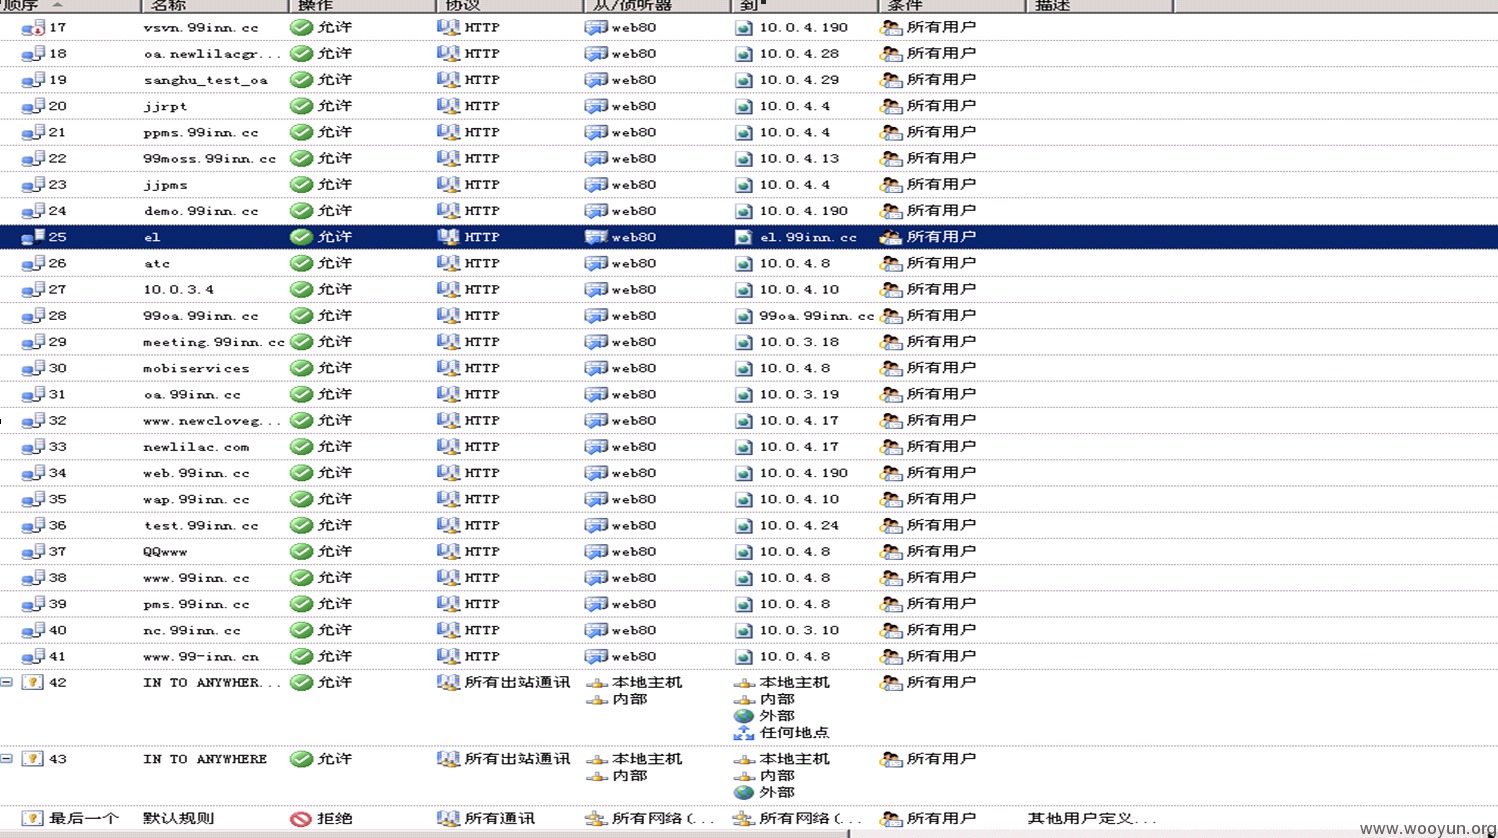 顺序 名称 操作 协议 从/侦听器 到 条件 描述
17 vsvn.99inn.cc 允许 HTTP web80 10.0.4.190 所有用户
18 oa.newlilacgr... 允许 HTTP web80 10.0.4.28 所有用户
19 sanghu_test_oa 允许 HTTP web80 10.0.4.29 所有用户
20 jjrpt 允许 HTTP web80 10.0.4.4 所有用户
21 ppms.99inn.cc 允许 HTTP web80 10.0.4.4 所有用户
22 99moss.99inn.cc 允许 HTTP web80 10.0.4.13 所有用户
23 jjpms 允许 HTTP web80 10.0.4.4 所有用户
24 demo.99inn.cc 允许 HTTP web80 10.0.4.190 所有用户
25 el 允许 HTTP web80 el.99inn.cc 所有用户
26 atc 允许 HTTP web80 10.0.4.8 所有用户
27 10.0.3.4 允许 HTTP web80 10.0.4.10 所有用户
28 99oa.99inn.cc 允许 HTTP web80 99oa.99inn.cc 所有用户
29 meeting.99inn.cc 允许 HTTP web80 10.0.3.18 所有用户
30 mobiservices 允许 HTTP web80 10.0.4.8 所有用户
31 oa.99inn.cc 允许 HTTP web80 10.0.3.19 所有用户
32 www.newcloveg... 允许 HTTP web80 10.0.4.17 所有用户
33 newlilac.com 允许 HTTP web80 10.0.4.17 所有用户
34 web.99inn.cc 允许 HTTP web80 10.0.4.190 所有用户
35 wap.99inn.cc 允许 HTTP web80 10.0.4.10 所有用户
36 test.99inn.cc 允许 HTTP web80 10.0.4.24 所有用户
37 QQwww 允许 HTTP web80 10.0.4.8 所有用户
38 www.99inn.cc 允许 HTTP web80 10.0.4.8 所有用户
39 pms.99inn.cc 允许 HTTP web80 10.0.4.8 所有用户
40 nc.99inn.cc 允许 HTTP web80 10.0.3.10 所有用户
41 www.99-inn.cn 允许 HTTP web80 10.0.4.8 所有用户
42 IN TO ANYWHER... 允许 所有出站通讯 本地主机 本地主机 所有用户
内部 内部
外部
任何地点
43 IN TO ANYWHERE 允许 所有出站通讯 本地主机 本地主机 所有用户
内部 内部
外部
最后一个 默认规则 拒绝 所有通讯 所有网络(... 所有网络(... 所有用户 其他用户定义...
www.wooyun.org